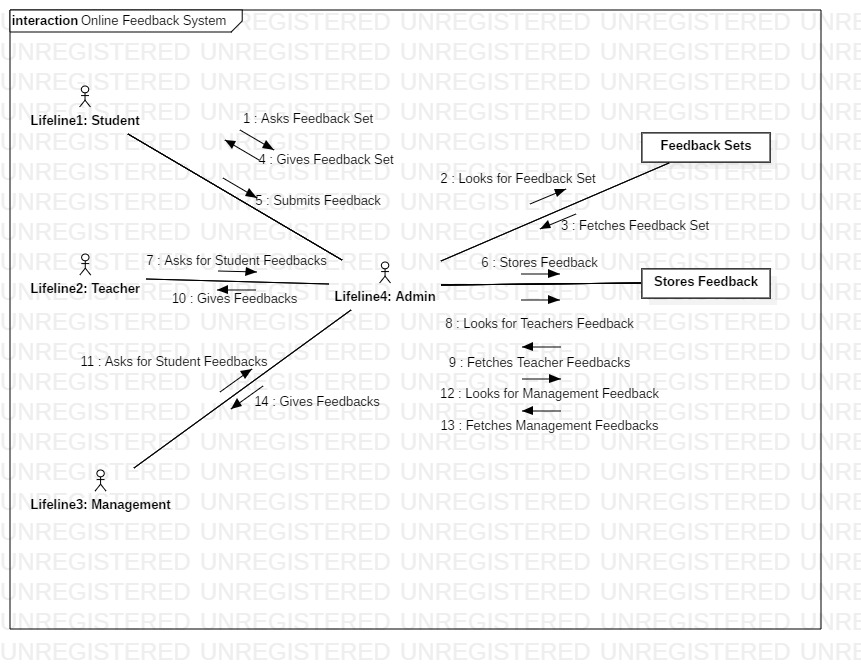 interaction Online Feedback System
Lifeline1: Student
1 : Asks Feedback Set
4 : Gives Feedback Set
5 : Submits Feedback
Feedback Sets
2 : Looks for Feedback Set
3 : Fetches Feedback Set
7 : Asks for Student Feedbacks
Lifeline2: Teacher
10 : Gives Feedbacks
Lifeline4: Admin
6 : Stores Feedback
Stores Feedback
8 : Looks for Teachers Feedback
9 : Fetches Teacher Feedbacks
12 : Looks for Management Feedback
13 : Fetches Management Feedbacks
11 : Asks for Student Feedbacks
14 : Gives Feedbacks
Lifeline3: Management
UNREGISTERED